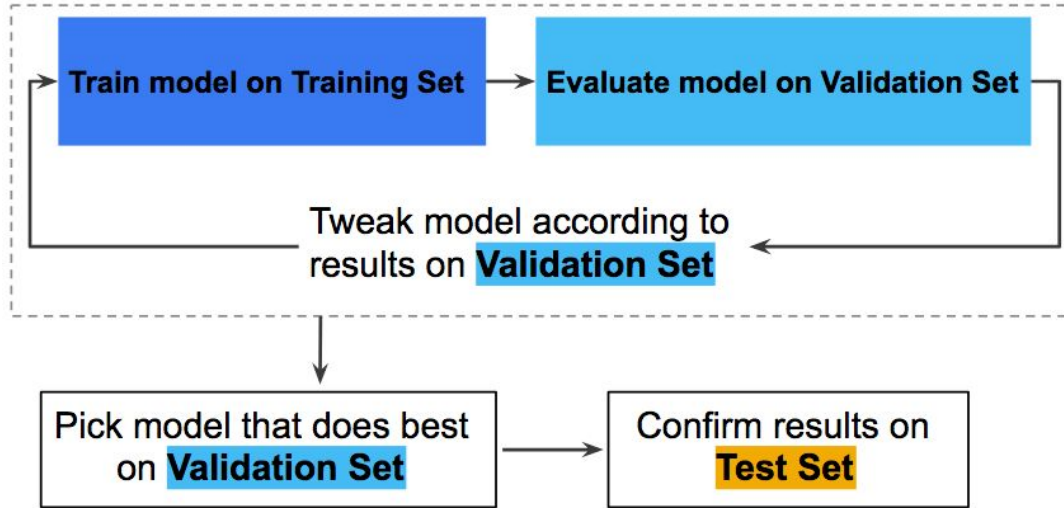 Train model on Training Set
Evaluate model on Validation Set
Tweak model according to
results on Validation Set
Pick model that does best
on Validation Set
Confirm results on
Test Set